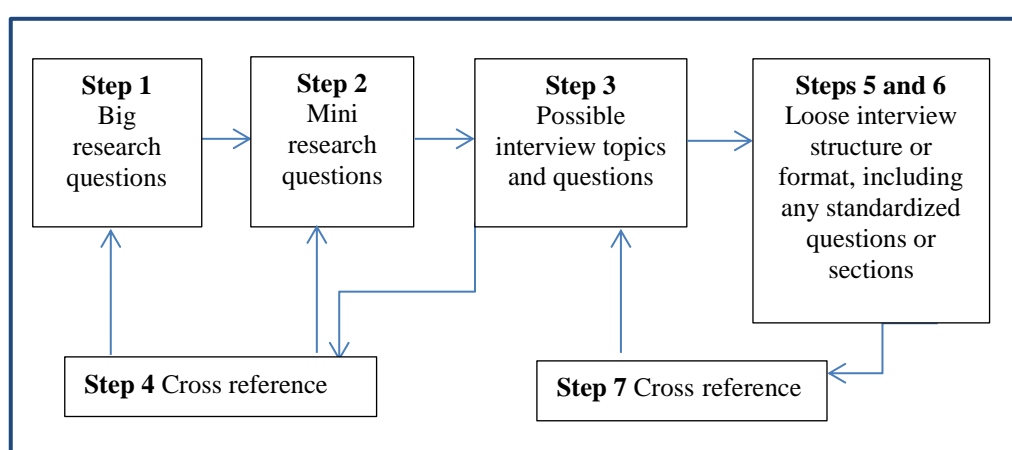 Step 1
Big
research
questions
Step 2
Mini
research
questions
Step 3
Possible
interview topics
and questions
Steps 5 and 6
Loose interview
structure or
format, including
any standardized
questions or
sections
Step 4 Cross reference
Step 7 Cross reference